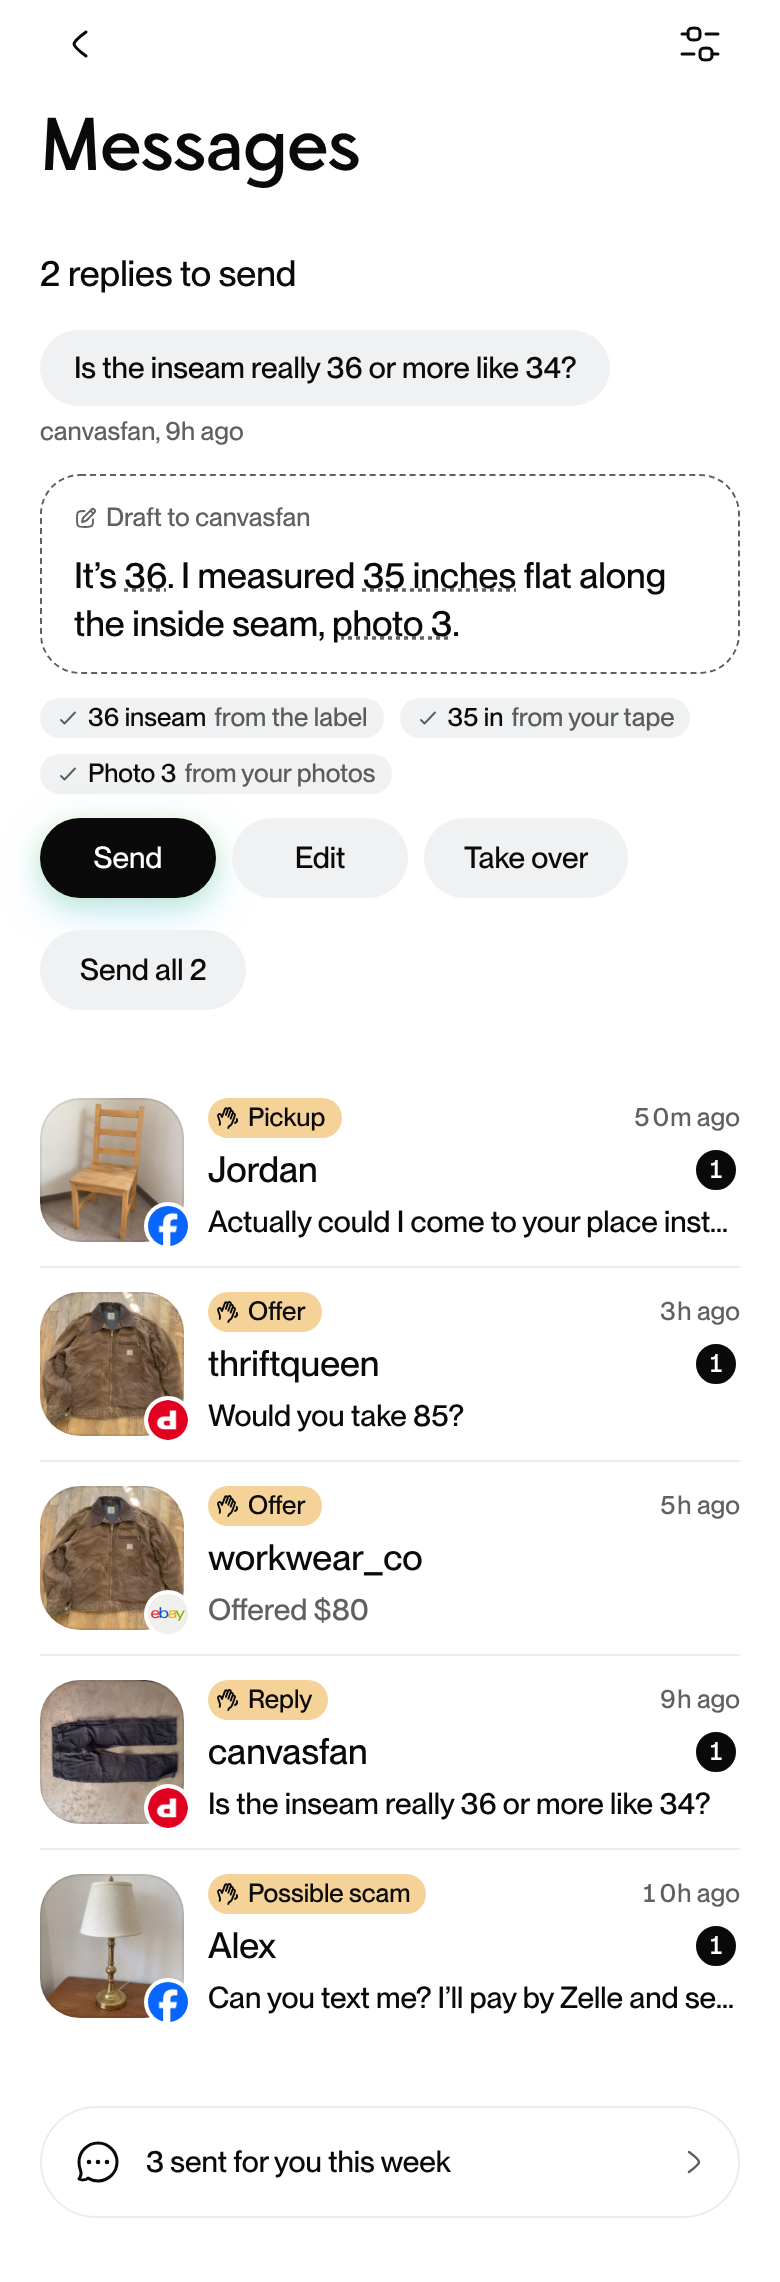 Messages
2 replies to send
Is the inseam really 36 or more like 34?
canvasfan, 9h ago
Draft to canvasfan
It’s 36. I measured 35 inches flat along
the inside seam, photo 3.
36 inseam from the label
35 in from your tape
Photo 3 from your photos
Send
Edit
Take over
Send all 2
Pickup
50m ago
Jordan
1
Actually could I come to your place inst...
Offer
3h ago
thriftqueen
1
Would you take 85?
d
Offer
5h ago
workwear_co
Offered $80
ebay
Reply
9h ago
canvasfan
1
Is the inseam really 36 or more like 34?
d
Possible scam
10h ago
Alex
1
Can you text me? I’ll pay by Zelle and se...
3 sent for you this week